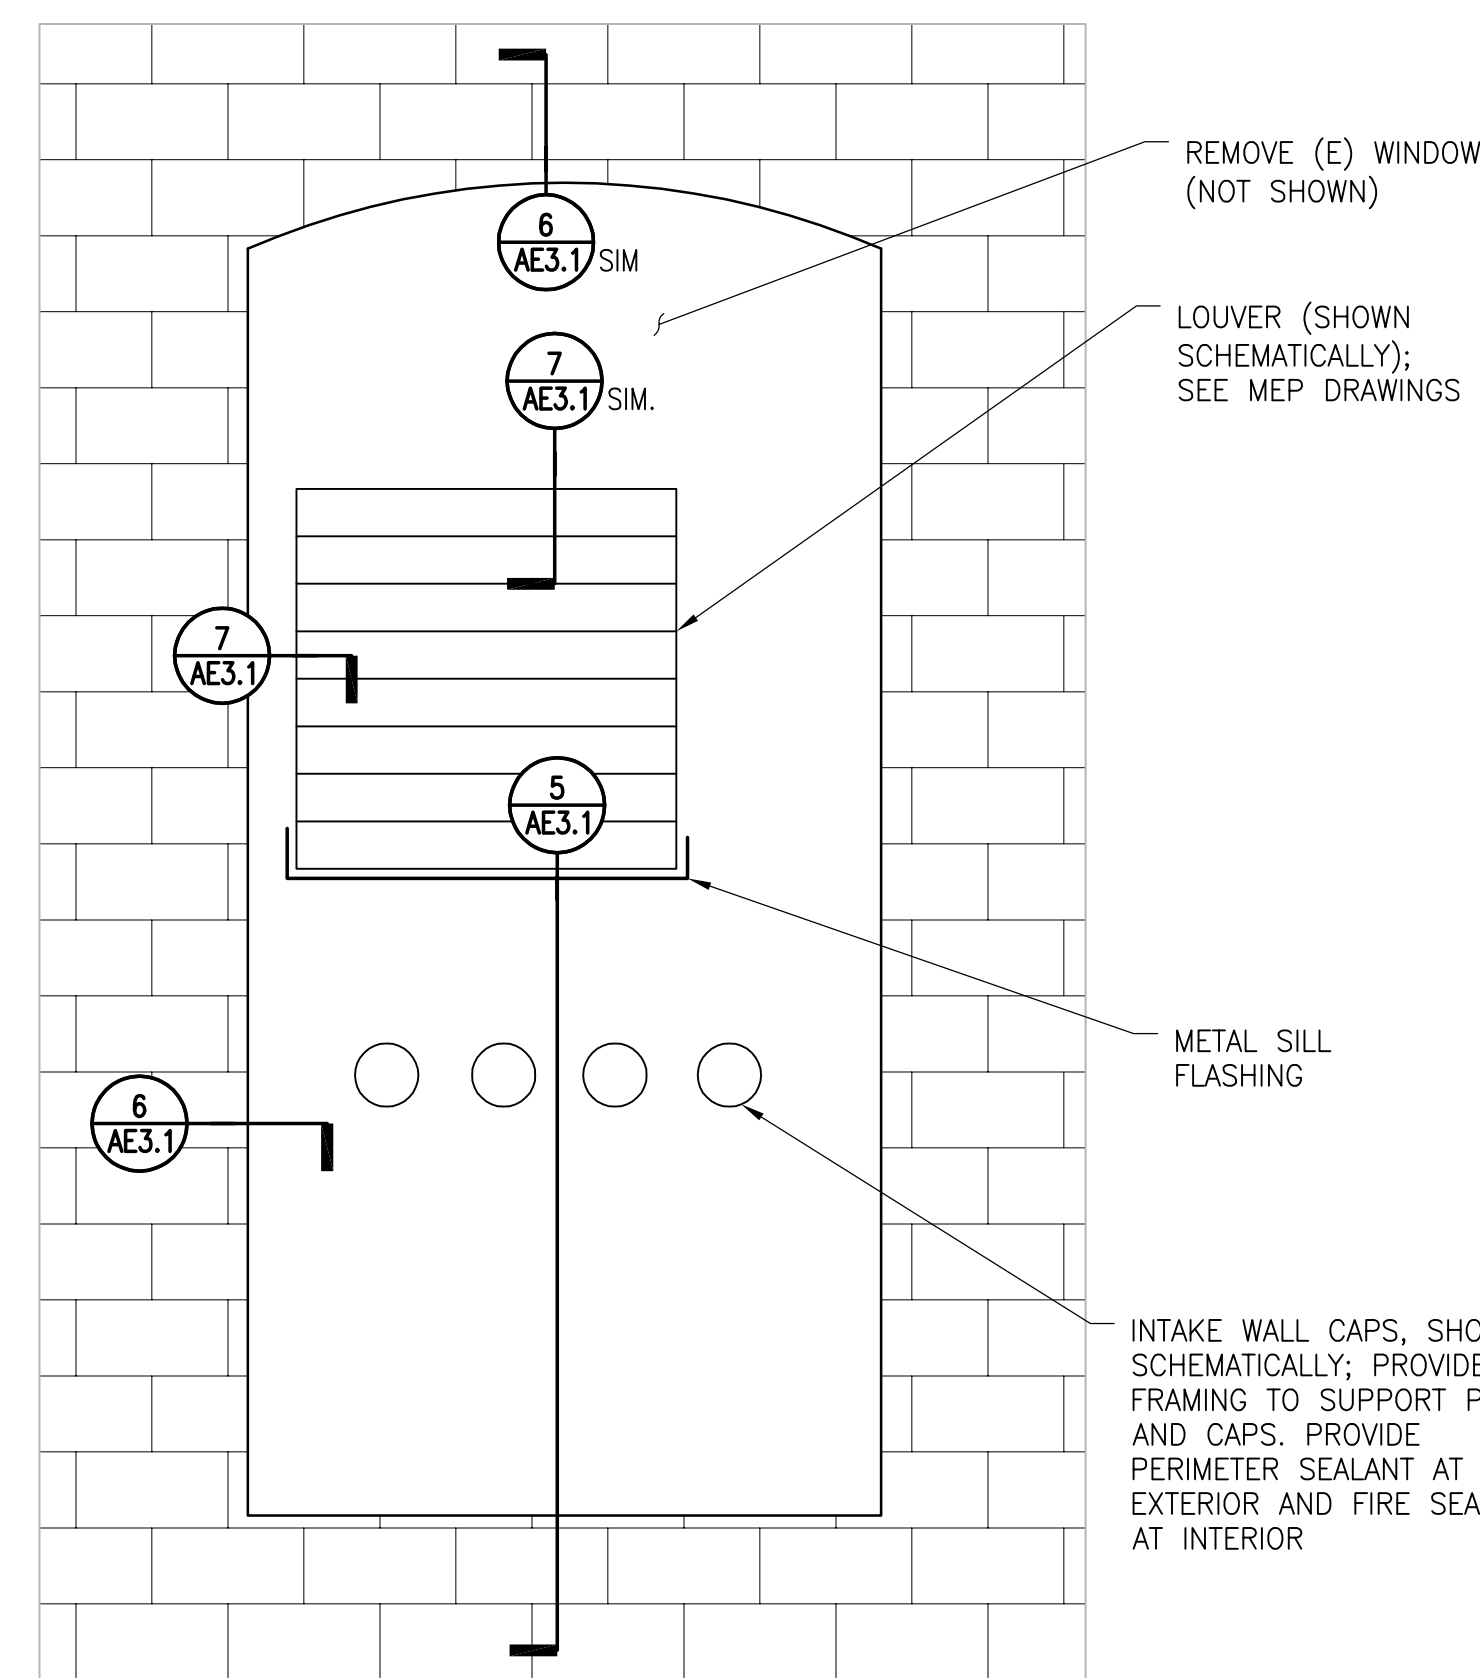 6
AE3.1 SIM
7
AE3.1 SIM.
7
AE3.1
5
AE3.1
6
AE3.1
REMOVE (E) WINDOW
(NOT SHOWN)
LOUVER (SHOWN
SCHEMATICALLY);
SEE MEP DRAWINGS
METAL SILL
FLASHING
INTAKE WALL CAPS,
SCHEMATICALLY; PROVIDE
FRAMING TO SUPPORT
AND CAPS. PROVIDE
PERIMETER SEALANT AT
EXTERIOR AND FIRE
AT INTERIOR